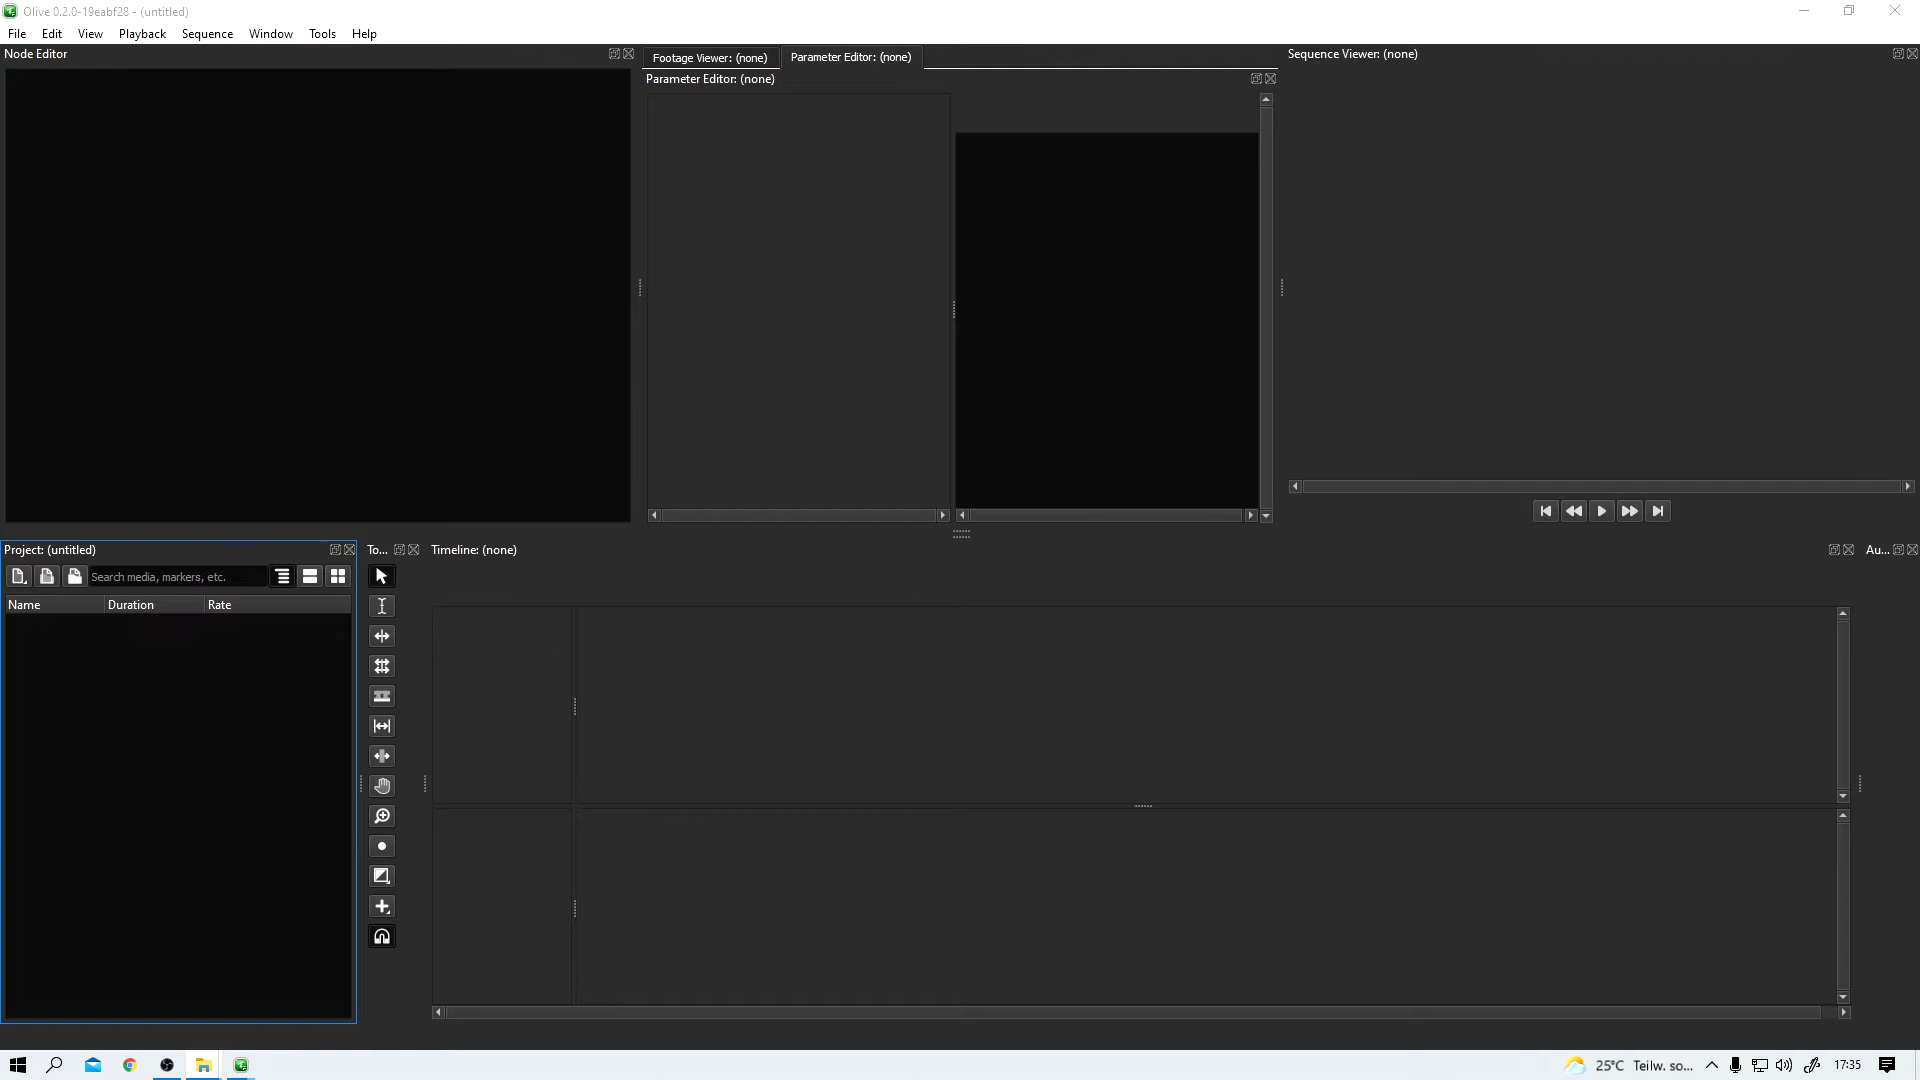 Olive 0.2.0-19eabf28 - (untitled)
File Edit View Playback Sequence Window Tools Help
Node Editor
Footage Viewer: (none) Parameter Editor: (none)
Parameter Editor: (none)
Sequence Viewer: (none)
Project: (untitled)
Search media, markers, etc.
Name Duration Rate
To...
Timeline: (none)
Au...
25°C Teilw. so... 17:35